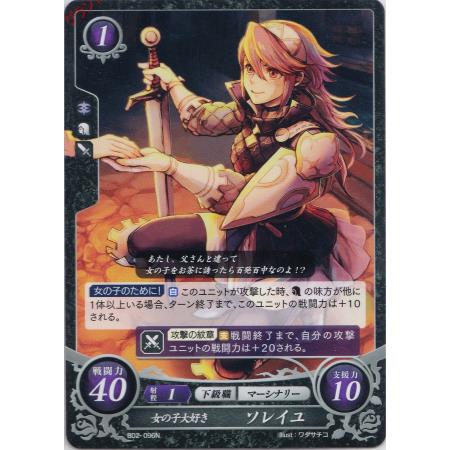 1
あたし、父さんと違って
女の子をお茶に誘ったら百発百中なのよ!?
女の子のために! 自 このユニットが攻撃した時、の味方が他に
1体以上いる場合、ターン終了まで、このユニットの戦闘力は+10
される。
攻撃の紋章 支 戦闘終了まで、自分の攻撃
ユニットの戦闘力は+20される。
戦闘力 40
射程 1
下級職
マーシナリー
支援力 10
女の子大好き ソレイユ
B02-096N
Illust:ワダサチコ